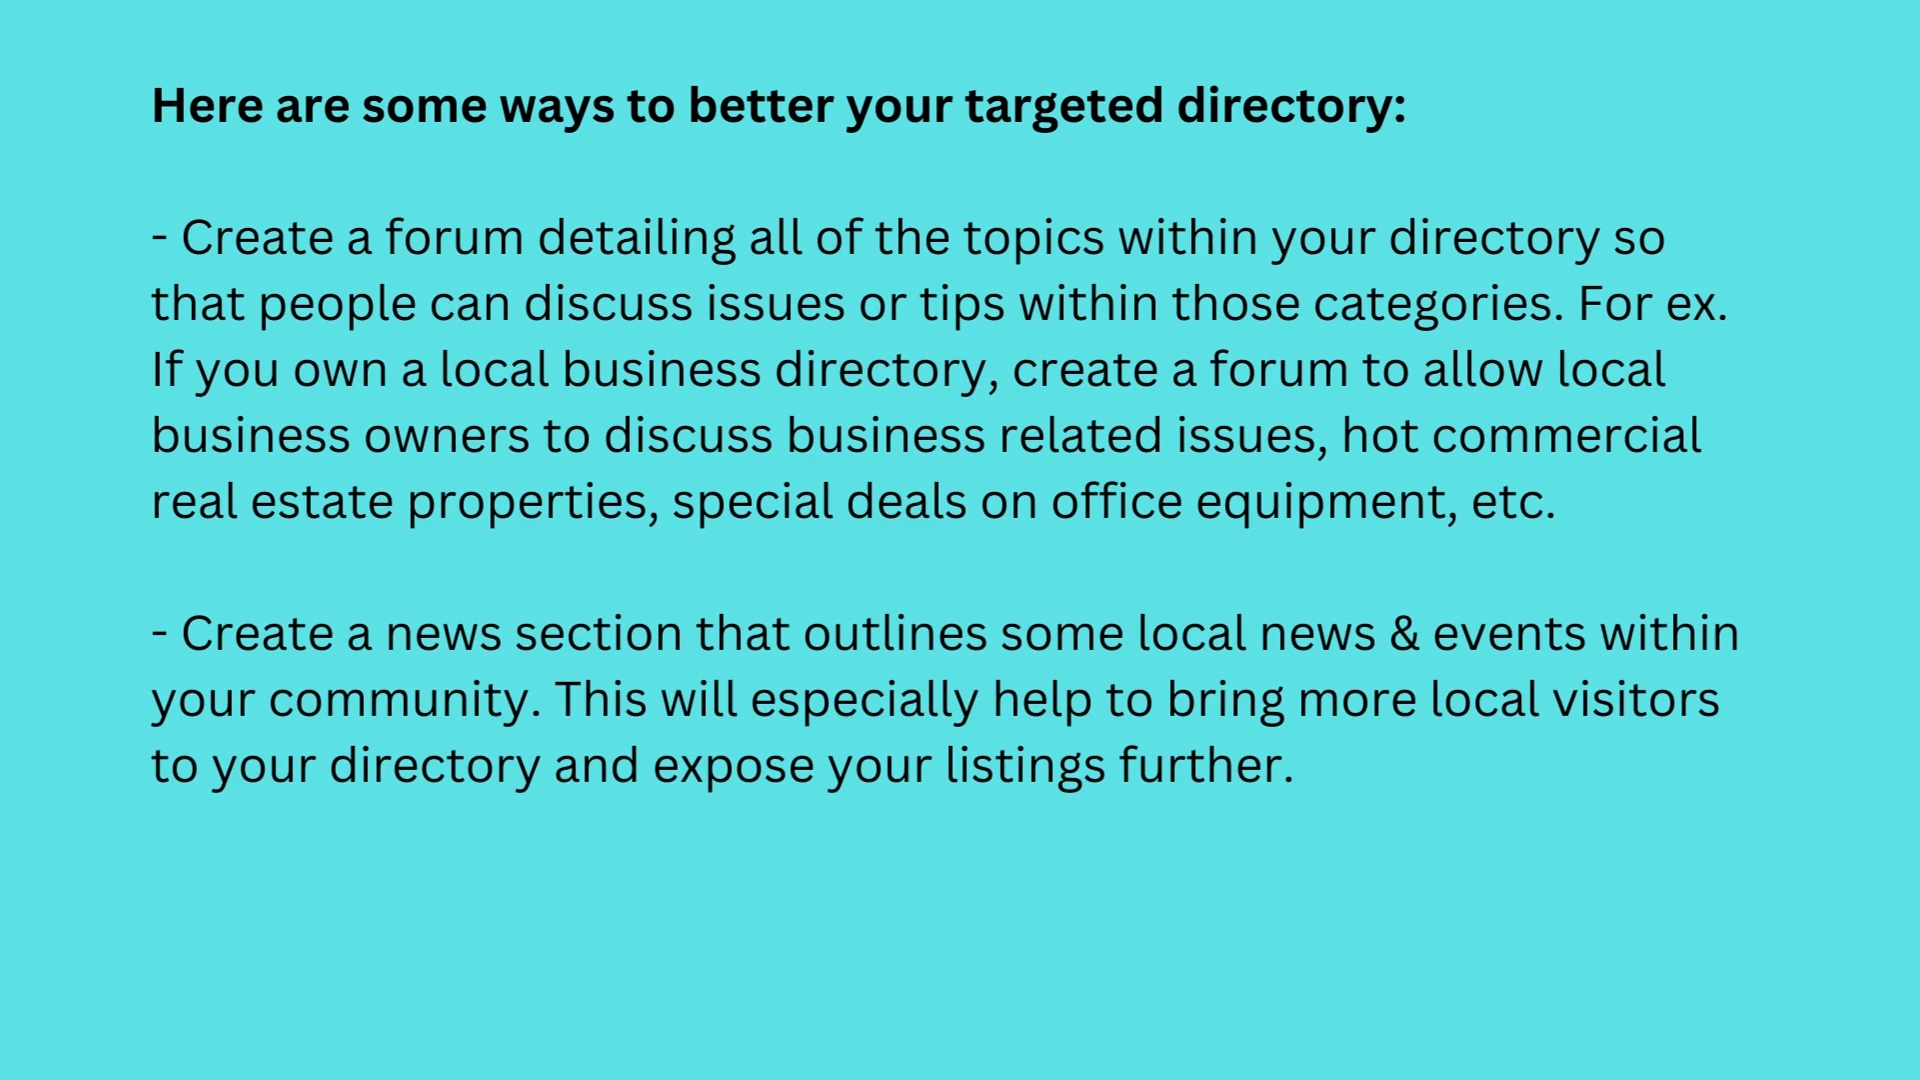 Here are some ways to better your targeted directory:
- Create a forum detailing all of the topics within your directory so
that people can discuss issues or tips within those categories. For ex.
If you own a local business directory, create a forum to allow local
business owners to discuss business related issues, hot commercial
real estate properties, special deals on office equipment, etc.
- Create a news section that outlines some local news & events within
your community. This will especially help to bring more local visitors
to your directory and expose your listings further.